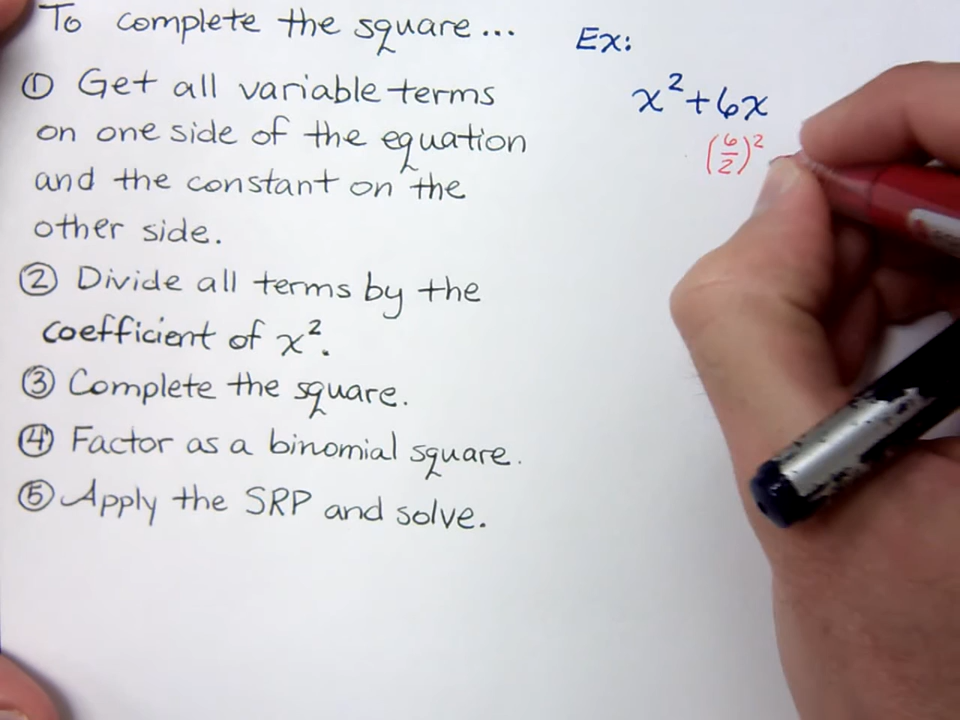 To complete the square...
① Get all variable terms
on one side of the equation
and the constant on the
other side.
② Divide all terms by the
coefficient of x².
③ Complete the square.
④ Factor as a binomial square.
⑤ Apply the SRP and solve.
Ex:
x²+6x
(6/2)²